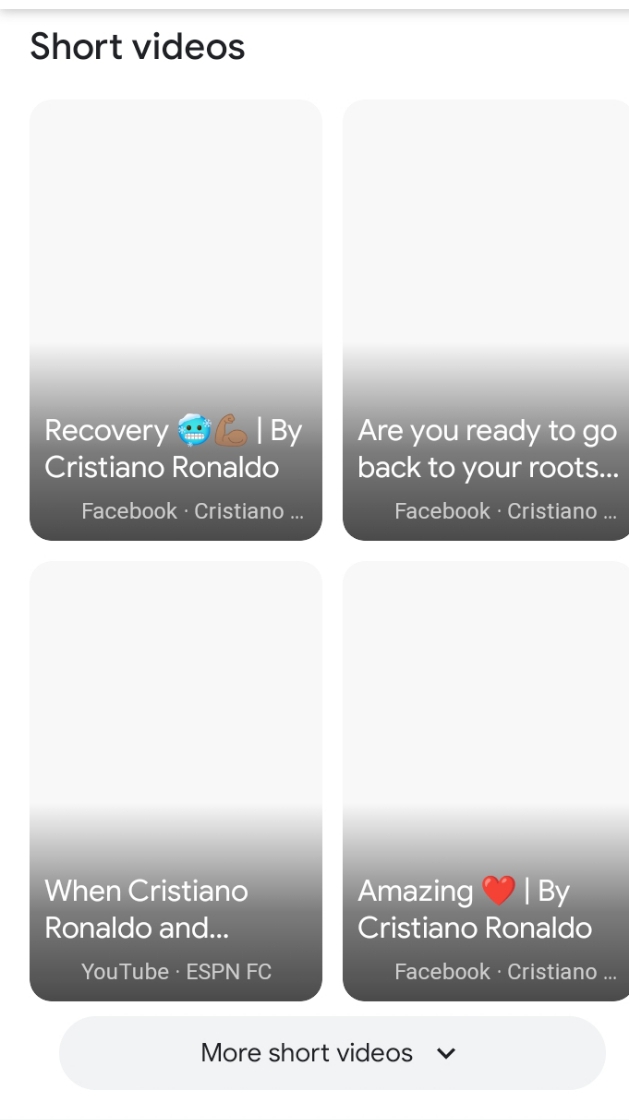 Short videos
Recovery 🥶💪🏾 | By
Cristiano Ronaldo
Facebook · Cristiano ...
Are you ready to go
back to your roots...
Facebook · Cristiano ...
When Cristiano
Ronaldo and...
YouTube · ESPN FC
Amazing ❤️ | By
Cristiano Ronaldo
Facebook · Cristiano ...
More short videos